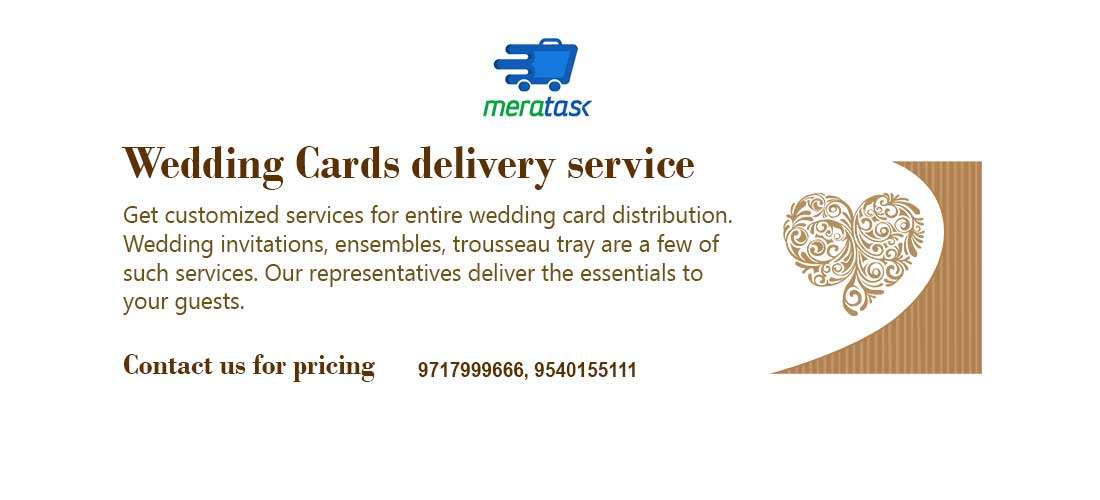 meratask
Wedding Cards delivery service
Get customized services for entire wedding card distribution.
Wedding invitations, ensembles, trousseau tray are a few of
such services. Our representatives deliver the essentials to
your guests.
Contact us for pricing 9717999666, 9540155111